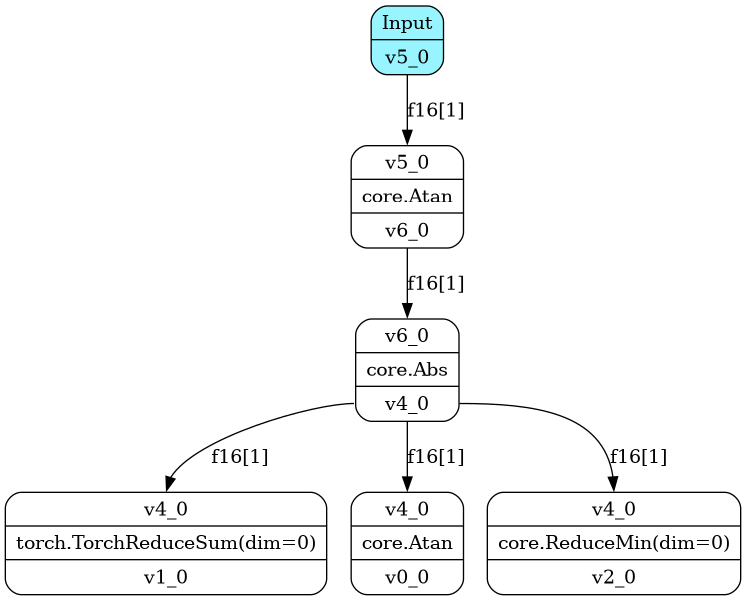 Input
v5_0
f16[1]
v5_0
core.Atan
v6_0
f16[1]
v6_0
core.Abs
v4_0
f16[1]
f16[1]
f16[1]
v4_0
torch.TorchReduceSum(dim=0)
v1_0
v4_0
core.Atan
v0_0
v4_0
core.ReduceMin(dim=0)
v2_0